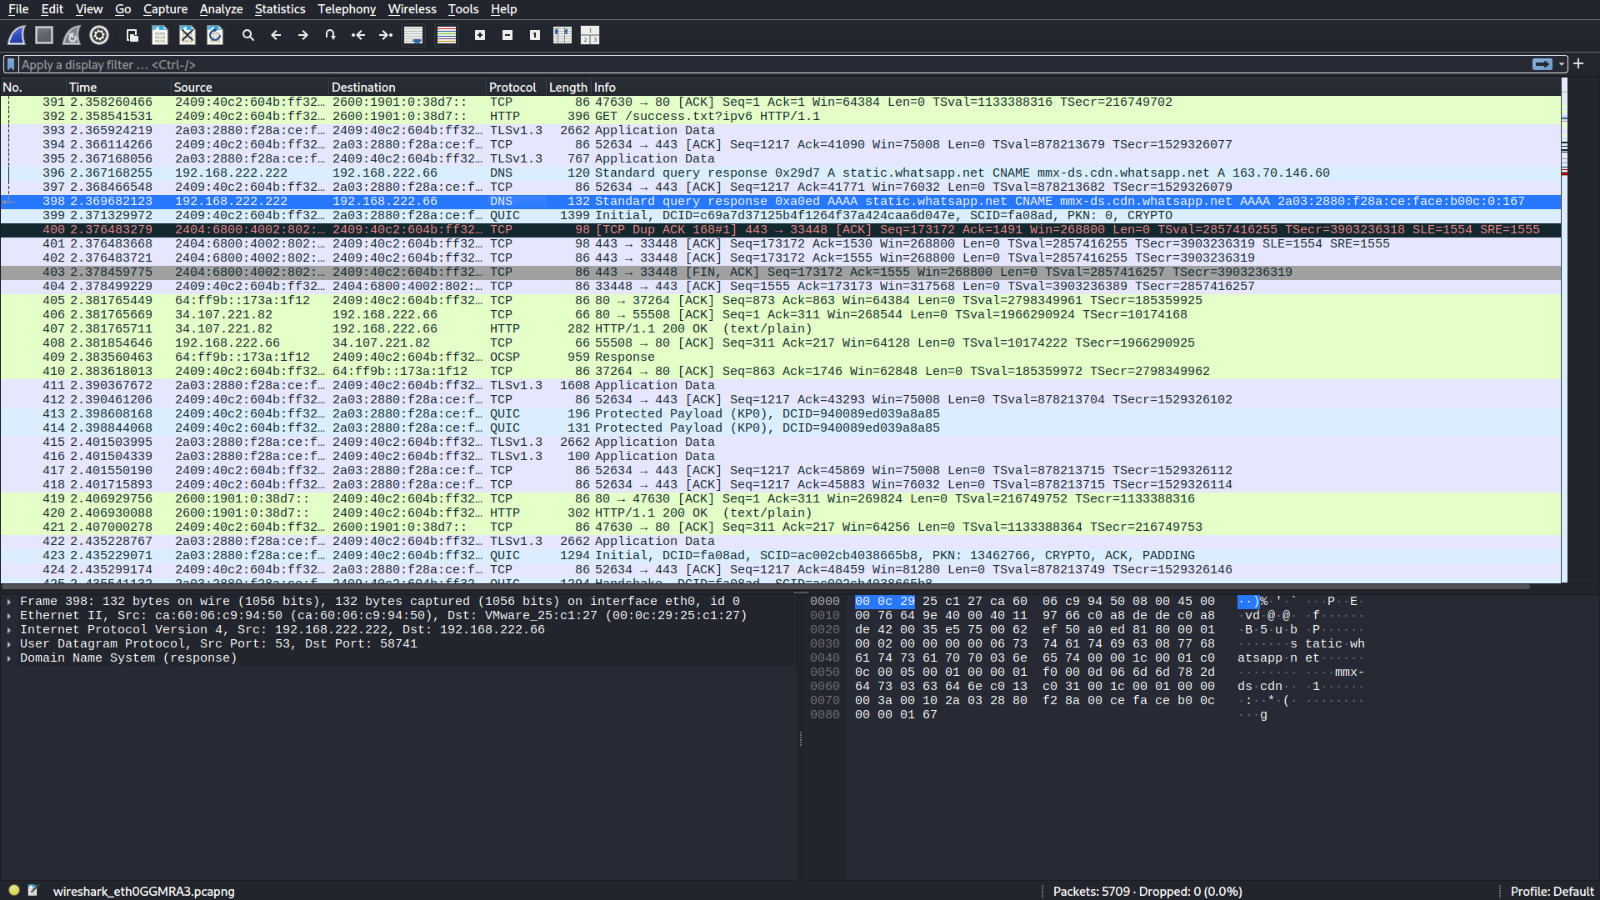 File Edit View Go Capture Analyze Statistics Telephony Wireless Tools Help
Apply a display filter ... <Ctrl-/>
No. Time Source Destination Protocol Length Info
391 2.358260466 2409:40c2:604b:ff32… 2600:1901:0:38d7:: TCP 86 47630 → 80 [ACK] Seq=1 Ack=1 Win=64384 Len=0 TSval=1133388316 TSecr=216749702
392 2.358541531 2409:40c2:604b:ff32… 2600:1901:0:38d7:: HTTP 396 GET /success.txt?ipv6 HTTP/1.1
393 2.365924219 2a03:2880:f28a:ce:f… 2409:40c2:604b:ff32… TLSv1.3 2662 Application Data
394 2.366114266 2409:40c2:604b:ff32… 2a03:2880:f28a:ce:f… TCP 86 52634 → 443 [ACK] Seq=1217 Ack=41090 Win=75008 Len=0 TSval=878213679 TSecr=1529326077
395 2.367168056 2a03:2880:f28a:ce:f… 2409:40c2:604b:ff32… TLSv1.3 767 Application Data
396 2.367168255 192.168.222.222 192.168.222.66 DNS 120 Standard query response 0x29d7 A static.whatsapp.net CNAME mmx-ds.cdn.whatsapp.net A 163.70.146.60
397 2.368466548 2409:40c2:604b:ff32… 2a03:2880:f28a:ce:f… TCP 86 52634 → 443 [ACK] Seq=1217 Ack=41771 Win=76032 Len=0 TSval=878213682 TSecr=1529326079
398 2.369682123 192.168.222.222 192.168.222.66 DNS 132 Standard query response 0xa0ed AAAA static.whatsapp.net CNAME mmx-ds.cdn.whatsapp.net AAAA 2a03:2880:f28a:ce:face:b00c:0:167
399 2.371329972 2409:40c2:604b:ff32… 2a03:2880:f28a:ce:f… QUIC 1399 Initial, DCID=c69a7d37125b4f1264f37a424caa6d047e, SCID=fa08ad, PKN: 0, CRYPTO
400 2.376483279 2404:6800:4002:802:… 2409:40c2:604b:ff32… TCP 98 [TCP Dup ACK 168#1] 443 → 33448 [ACK] Seq=173172 Ack=1491 Win=268800 Len=0 TSval=2857416255 TSecr=3903236318 SLE=1554 SRE=1555
401 2.376483668 2404:6800:4002:802:… 2409:40c2:604b:ff32… TCP 98 443 → 33448 [ACK] Seq=173172 Ack=1530 Win=268800 Len=0 TSval=2857416255 TSecr=3903236319 SLE=1554 SRE=1555
402 2.376483721 2404:6800:4002:802:… 2409:40c2:604b:ff32… TCP 86 443 → 33448 [ACK] Seq=173172 Ack=1555 Win=268800 Len=0 TSval=2857416255 TSecr=3903236319
403 2.378459775 2404:6800:4002:802:… 2409:40c2:604b:ff32… TCP 86 443 → 33448 [FIN, ACK] Seq=173172 Ack=1555 Win=268800 Len=0 TSval=2857416257 TSecr=3903236319
404 2.378499229 2409:40c2:604b:ff32… 2404:6800:4002:802:… TCP 86 33448 → 443 [ACK] Seq=1555 Ack=173173 Win=317568 Len=0 TSval=3903236389 TSecr=2857416257
405 2.381765449 64:ff9b::173a:1f12 2409:40c2:604b:ff32… TCP 86 80 → 37264 [ACK] Seq=873 Ack=863 Win=64384 Len=0 TSval=2798349961 TSecr=185359925
406 2.381765669 34.107.221.82 192.168.222.66 TCP 66 80 → 55508 [ACK] Seq=1 Ack=311 Win=268544 Len=0 TSval=1966290924 TSecr=10174168
407 2.381765711 34.107.221.82 192.168.222.66 HTTP 282 HTTP/1.1 200 OK (text/plain)
408 2.381854646 192.168.222.66 34.107.221.82 TCP 66 55508 → 80 [ACK] Seq=311 Ack=217 Win=64128 Len=0 TSval=10174222 TSecr=1966290925
409 2.383560463 64:ff9b::173a:1f12 2409:40c2:604b:ff32… OCSP 959 Response
410 2.383618013 2409:40c2:604b:ff32… 64:ff9b::173a:1f12 TCP 86 37264 → 80 [ACK] Seq=863 Ack=1746 Win=62848 Len=0 TSval=185359972 TSecr=2798349962
411 2.390367672 2a03:2880:f28a:ce:f… 2409:40c2:604b:ff32… TLSv1.3 1608 Application Data
412 2.390461206 2409:40c2:604b:ff32… 2a03:2880:f28a:ce:f… TCP 86 52634 → 443 [ACK] Seq=1217 Ack=43293 Win=75008 Len=0 TSval=878213704 TSecr=1529326102
413 2.398608168 2409:40c2:604b:ff32… 2a03:2880:f28a:ce:f… QUIC 196 Protected Payload (KP0), DCID=940089ed039a8a85
414 2.398844068 2409:40c2:604b:ff32… 2a03:2880:f28a:ce:f… QUIC 131 Protected Payload (KP0), DCID=940089ed039a8a85
415 2.401503995 2a03:2880:f28a:ce:f… 2409:40c2:604b:ff32… TLSv1.3 2662 Application Data
416 2.401504339 2a03:2880:f28a:ce:f… 2409:40c2:604b:ff32… TLSv1.3 100 Application Data
417 2.401550190 2409:40c2:604b:ff32… 2a03:2880:f28a:ce:f… TCP 86 52634 → 443 [ACK] Seq=1217 Ack=45869 Win=75008 Len=0 TSval=878213715 TSecr=1529326112
418 2.401715893 2409:40c2:604b:ff32… 2a03:2880:f28a:ce:f… TCP 86 52634 → 443 [ACK] Seq=1217 Ack=45883 Win=76032 Len=0 TSval=878213715 TSecr=1529326114
419 2.406929756 2600:1901:0:38d7:: 2409:40c2:604b:ff32… TCP 86 80 → 47630 [ACK] Seq=1 Ack=311 Win=269824 Len=0 TSval=216749752 TSecr=1133388316
420 2.406930088 2600:1901:0:38d7:: 2409:40c2:604b:ff32… HTTP 302 HTTP/1.1 200 OK (text/plain)
421 2.407000278 2409:40c2:604b:ff32… 2600:1901:0:38d7:: TCP 86 47630 → 80 [ACK] Seq=311 Ack=217 Win=64256 Len=0 TSval=1133388364 TSecr=216749753
422 2.435228767 2a03:2880:f28a:ce:f… 2409:40c2:604b:ff32… TLSv1.3 2662 Application Data
423 2.435229071 2a03:2880:f28a:ce:f… 2409:40c2:604b:ff32… QUIC 1294 Initial, DCID=fa08ad, SCID=ac002cb4038665b8, PKN: 13462766, CRYPTO, ACK, PADDING
424 2.435299174 2409:40c2:604b:ff32… 2a03:2880:f28a:ce:f… TCP 86 52634 → 443 [ACK] Seq=1217 Ack=48459 Win=81280 Len=0 TSval=878213749 TSecr=1529326146
425 2.435541132 2a03:2880:f28a:ce:f… 2409:40c2:604b:ff32… QUIC 1294 Handshake, DCID=fa08ad, SCID=ac002cb4038665b8
Frame 398: 132 bytes on wire (1056 bits), 132 bytes captured (1056 bits) on interface eth0, id 0
Ethernet II, Src: ca:60:06:c9:94:50 (ca:60:06:c9:94:50), Dst: VMware_25:c1:27 (00:0c:29:25:c1:27)
Internet Protocol Version 4, Src: 192.168.222.222, Dst: 192.168.222.66
User Datagram Protocol, Src Port: 53, Dst Port: 58741
Domain Name System (response)
0000 00 0c 29 25 c1 27 ca 60 06 c9 94 50 08 00 45 00 ··)%·'·` ···P··E·
0010 00 76 64 9e 40 00 40 11 97 66 c0 a8 de de c0 a8 ·vd·@·@· ·f······
0020 de 42 00 35 e5 75 00 62 ef 50 a0 ed 81 80 00 01 ·B·5·u·b ·P······
0030 00 02 00 00 00 00 06 73 74 61 74 69 63 08 77 68 ·······s tatic·wh
0040 61 74 73 61 70 70 03 6e 65 74 00 00 1c 00 01 c0 atsapp·n et······
0050 0c 00 05 00 01 00 00 01 f0 00 0d 06 6d 6d 78 2d ········ ····mmx-
0060 64 73 03 63 64 6e c0 13 c0 31 00 1c 00 01 00 00 ds·cdn·· ·1······
0070 00 3a 00 10 2a 03 28 80 f2 8a 00 ce fa ce b0 0c ·:··*·(· ········
0080 00 00 01 67 ···g
wireshark_eth0GGMRA3.pcapng Packets: 5709 · Dropped: 0 (0.0%) Profile: Default